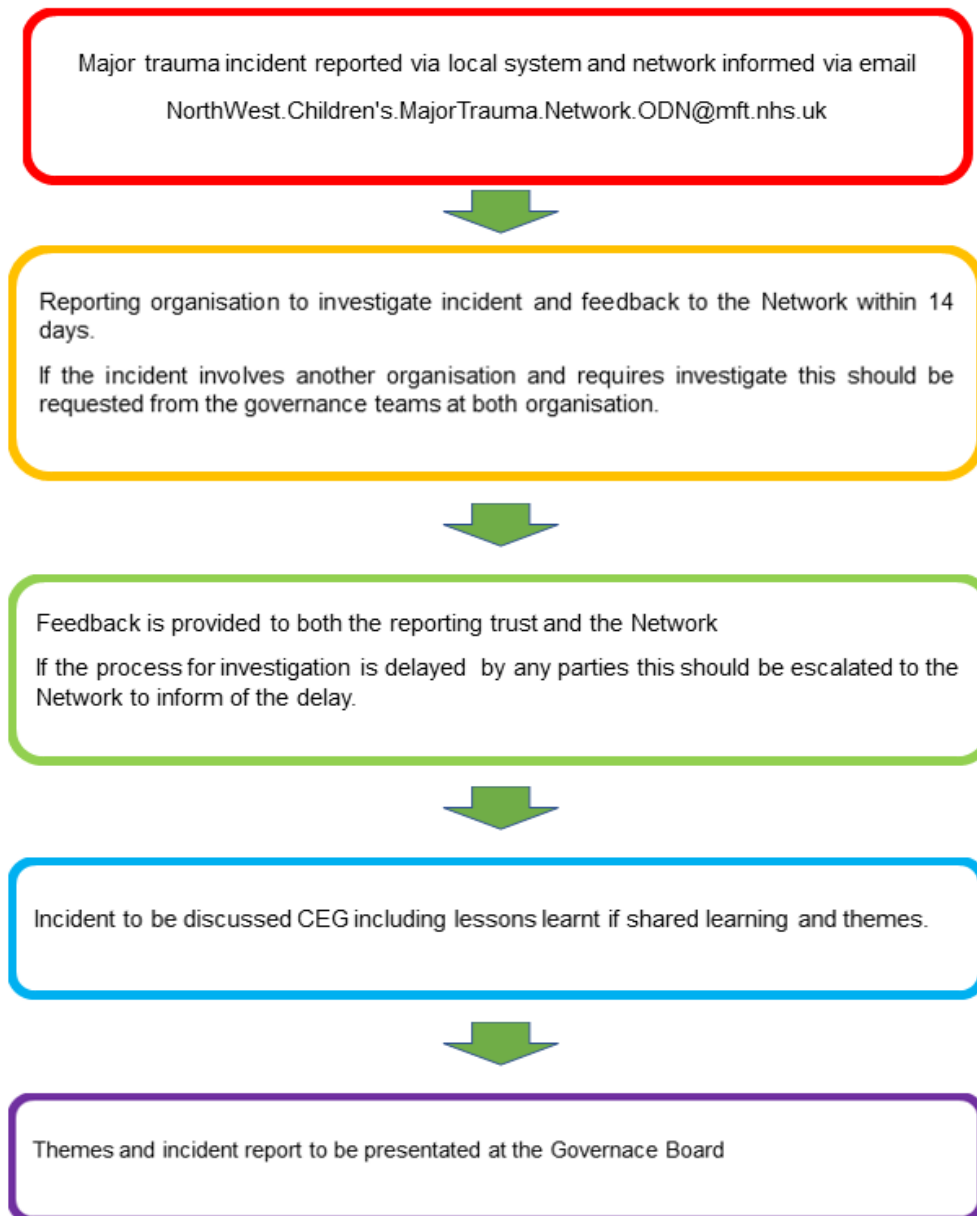 Major trauma incident reported via local system and network informed via email
NorthWest.Children's.MajorTrauma.Network.ODN@mft.nhs.uk
Reporting organisation to investigate incident and feedback to the Network within 14
days.
If the incident involves another organisation and requires investigate this should be
requested from the governance teams at both organisation.
Feedback is provided to both the reporting trust and the Network
If the process for investigation is delayed by any parties this should be escalated to the
Network to inform of the delay.
Incident to be discussed CEG including lessons learnt if shared learning and themes.
Themes and incident report to be presentated at the Governace Board